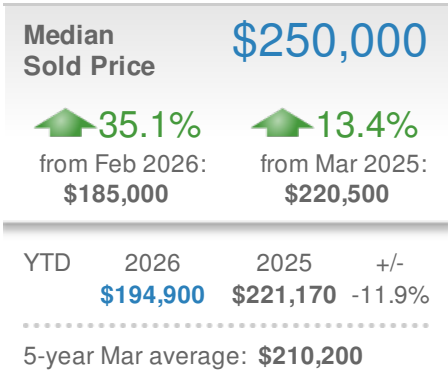 Median $250,000
Sold Price
35.1% 13.4%
from Feb 2026: from Mar 2025:
$185,000 $220,500
YTD 2026 2025 +/-
$194,900 $221,170 -11.9%
5-year Mar average: $210,200